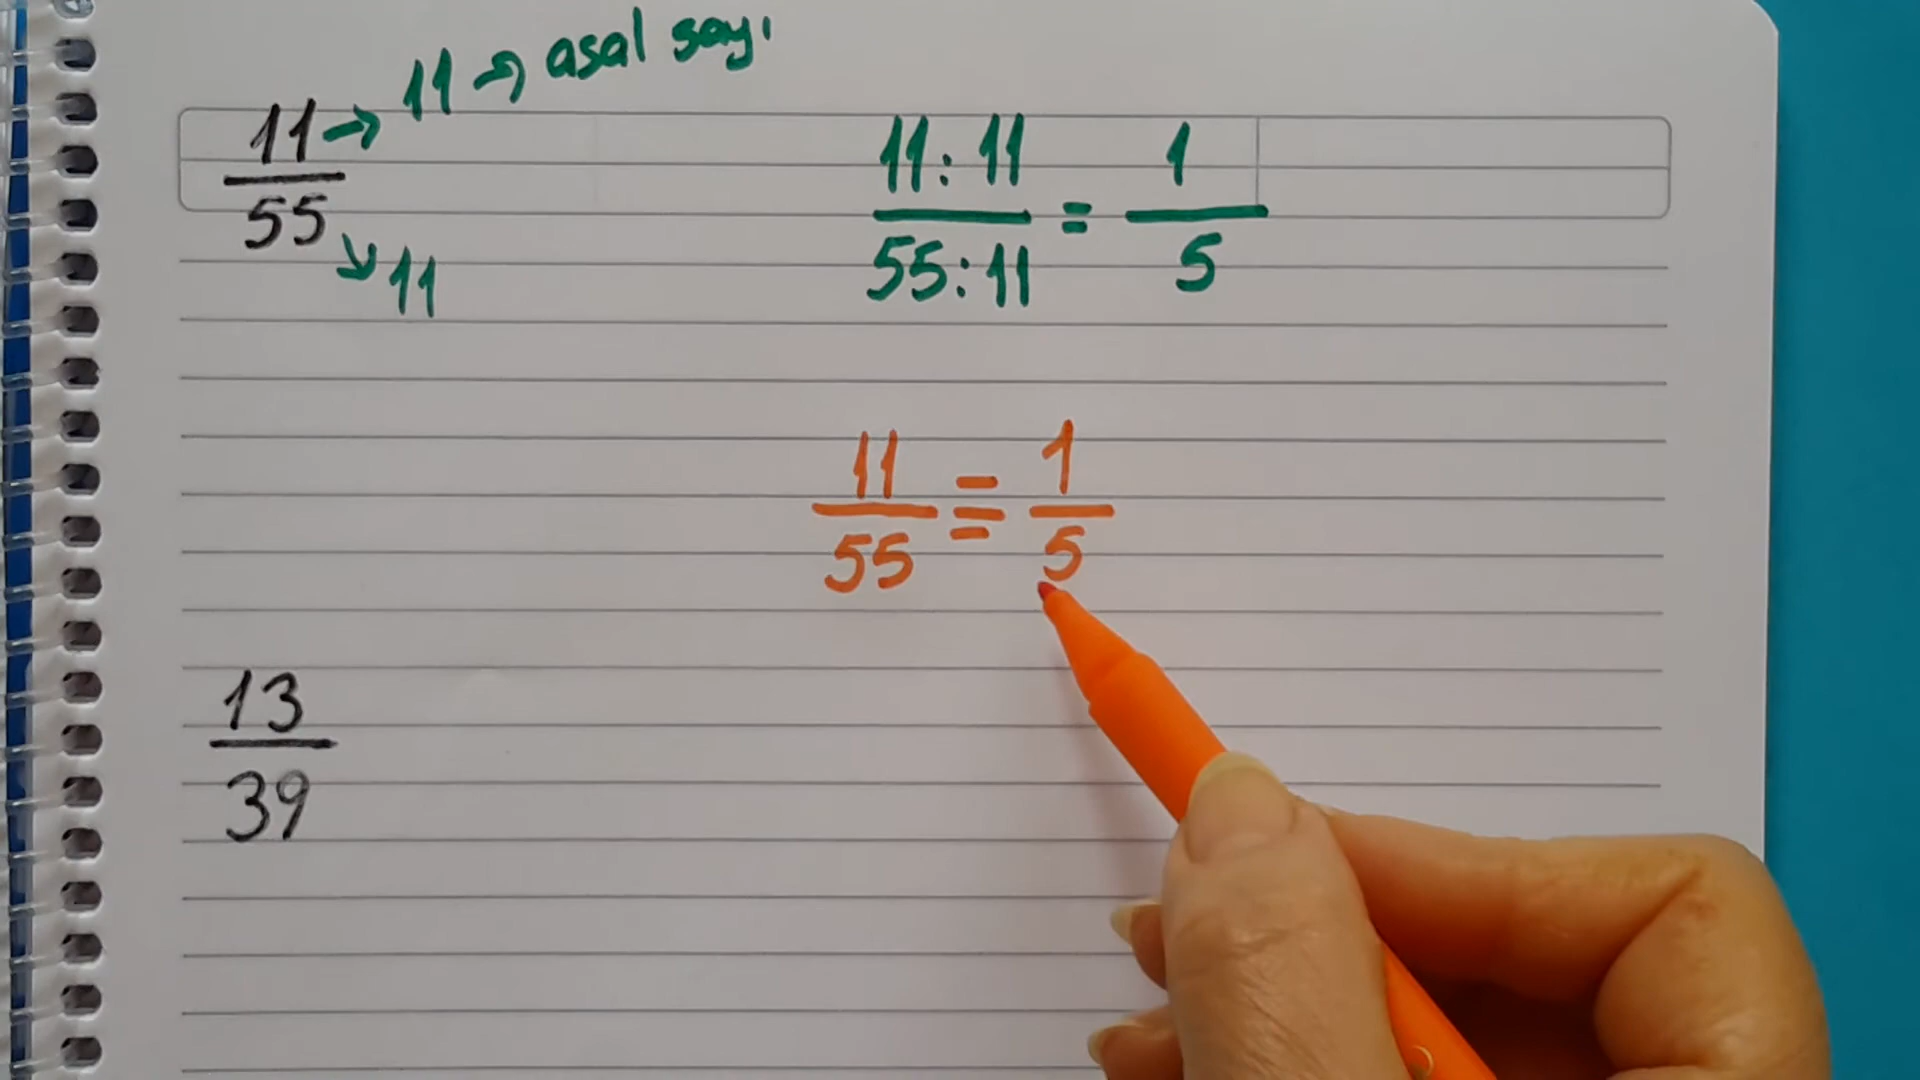 11 → 11 → asal sayı
55 → 11
11:11 = 1
55:11 5
11 ≡ 1
55 5
13
39